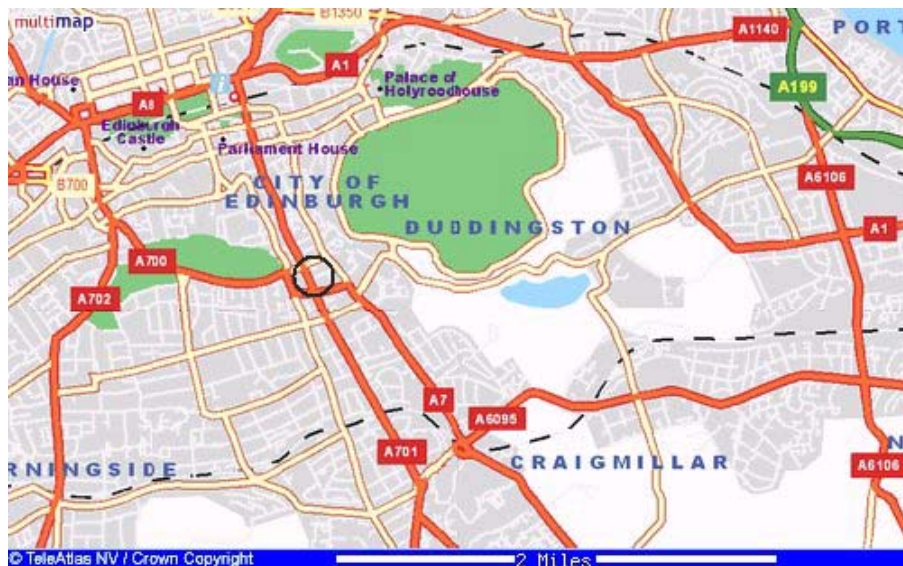 multimap
B1350
PORT
A1140
A1
an House
Palace of
Holyroodhouse
A199
A8
Edinburgh
Castle
Parliament House
B700
CITY OF
EDINBURGH
A6106
DUDDINGSTON
A1
A700
A702
A7
A6095
A701
RNINGSIDE
CRAIGMILLAR
N
A6106
© TeleAtlas NV / Crown Copyright
2 Miles